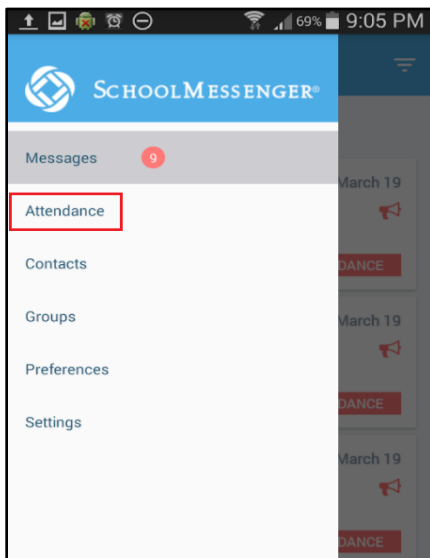 69% 9:05 PM
SCHOOLMESSENGER®
Messages 9
March 19
Attendance
Contacts
DANCE
Groups
March 19
Preferences
DANCE
Settings
March 19
DANCE